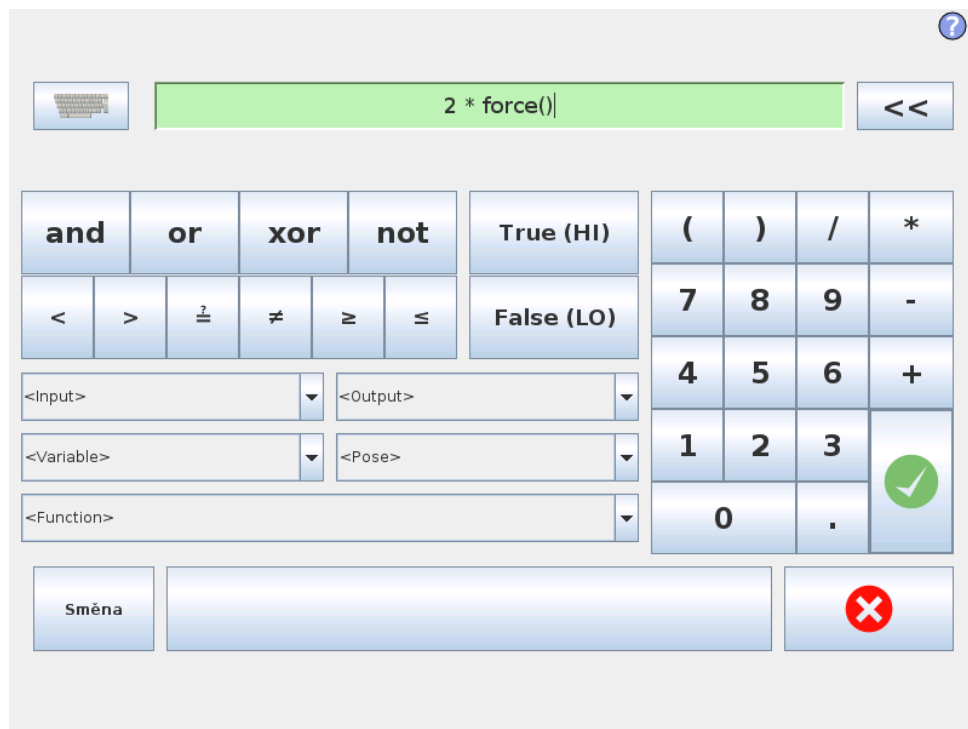 ?
2 * force()
<<
and or xor not True (HI) ( ) / *
< > ≟ ≠ ≥ ≤ False (LO) 7 8 9 -
<Input> <Output> 4 5 6 +
<Variable> <Pose> 1 2 3
<Function> 0 .
Směna